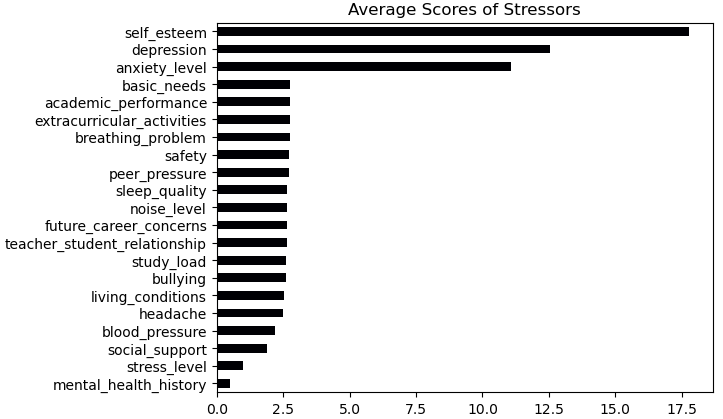 Average Scores of Stressors
self_esteem
depression
anxiety_level
basic_needs
academic_performance
extracurricular_activities
breathing_problem
safety
peer_pressure
sleep_quality
noise_level
future_career_concerns
teacher_student_relationship
study_load
bullying
living_conditions
headache
blood_pressure
social_support
stress_level
mental_health_history
0.0 2.5 5.0 7.5 10.0 12.5 15.0 17.5